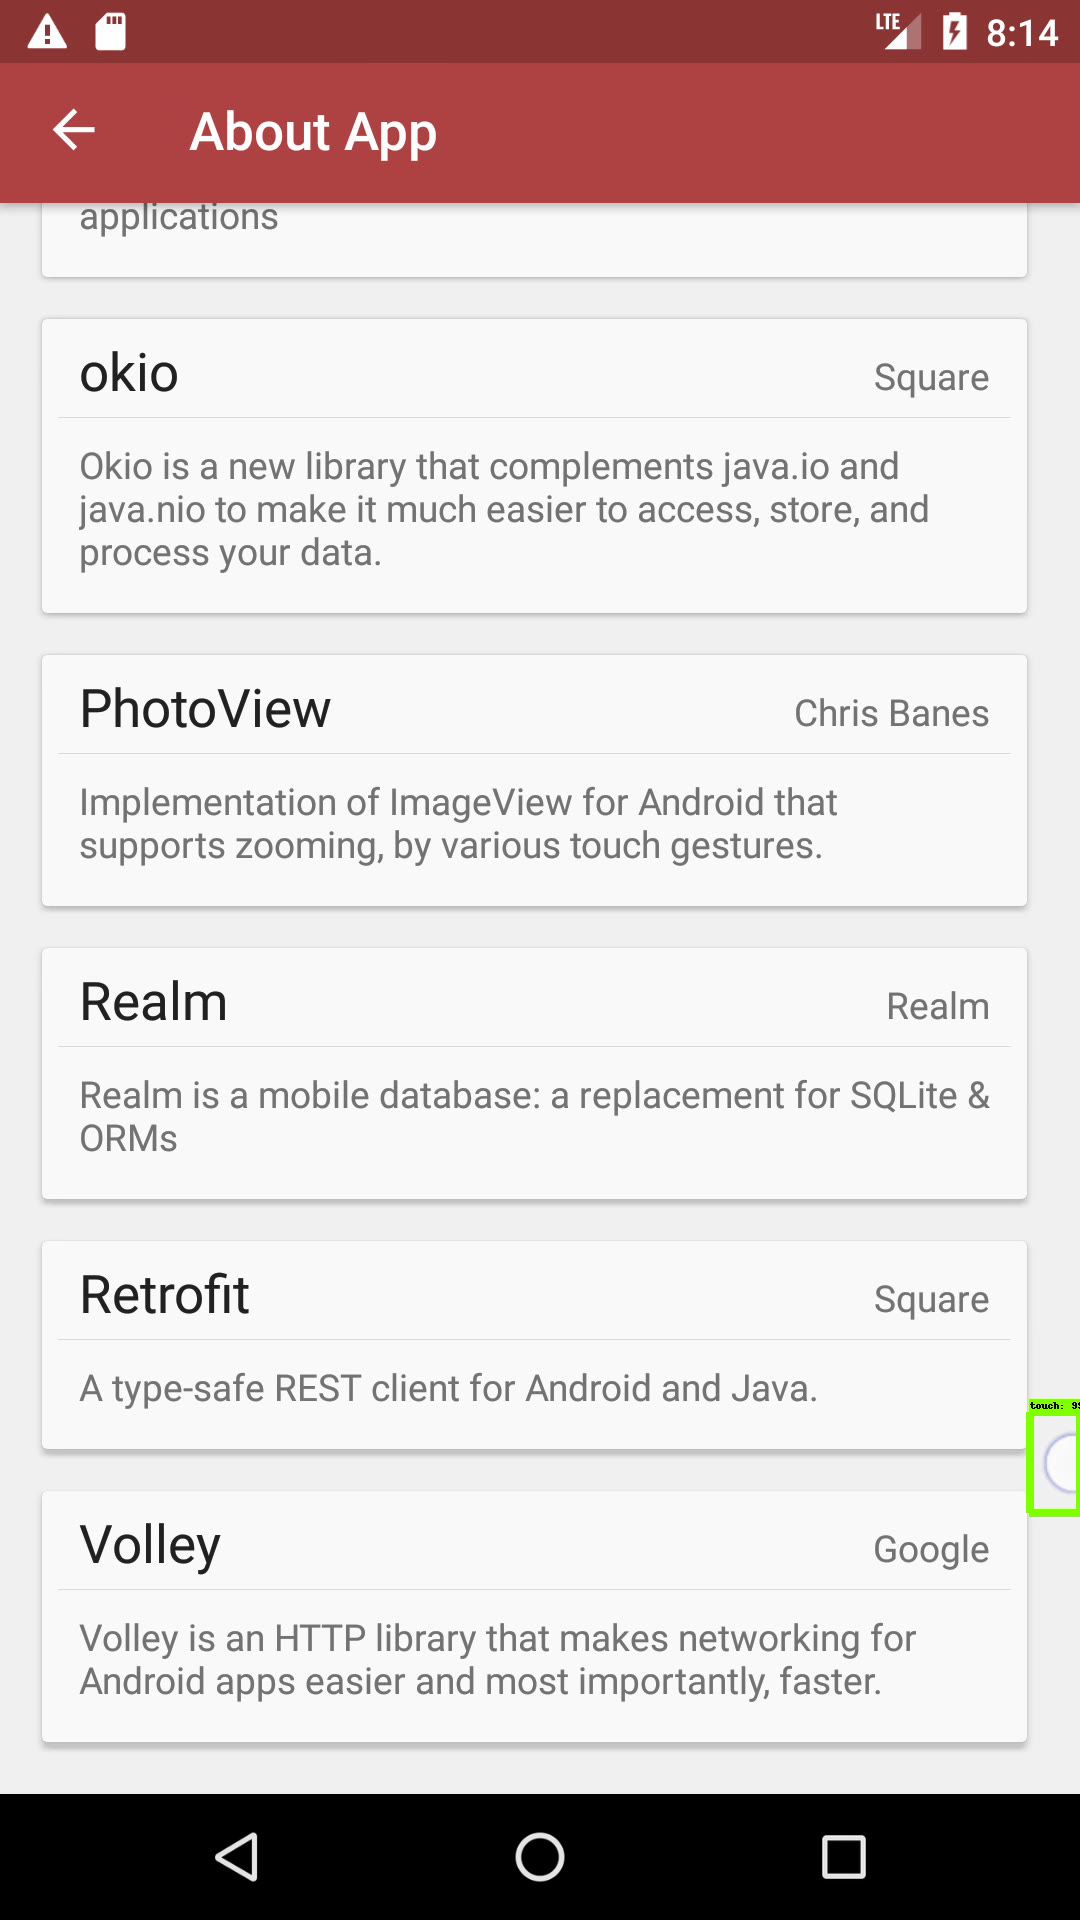 LTE 8:14
About App
applications
okio
Square
Okio is a new library that complements java.io and
java.nio to make it much easier to access, store, and
process your data.
PhotoView
Chris Banes
Implementation of ImageView for Android that
supports zooming, by various touch gestures.
Realm
Realm
Realm is a mobile database: a replacement for SQLite &
ORMs
Retrofit
Square
A type-safe REST client for Android and Java.
touch: 99
Volley
Google
Volley is an HTTP library that makes networking for
Android apps easier and most importantly, faster.